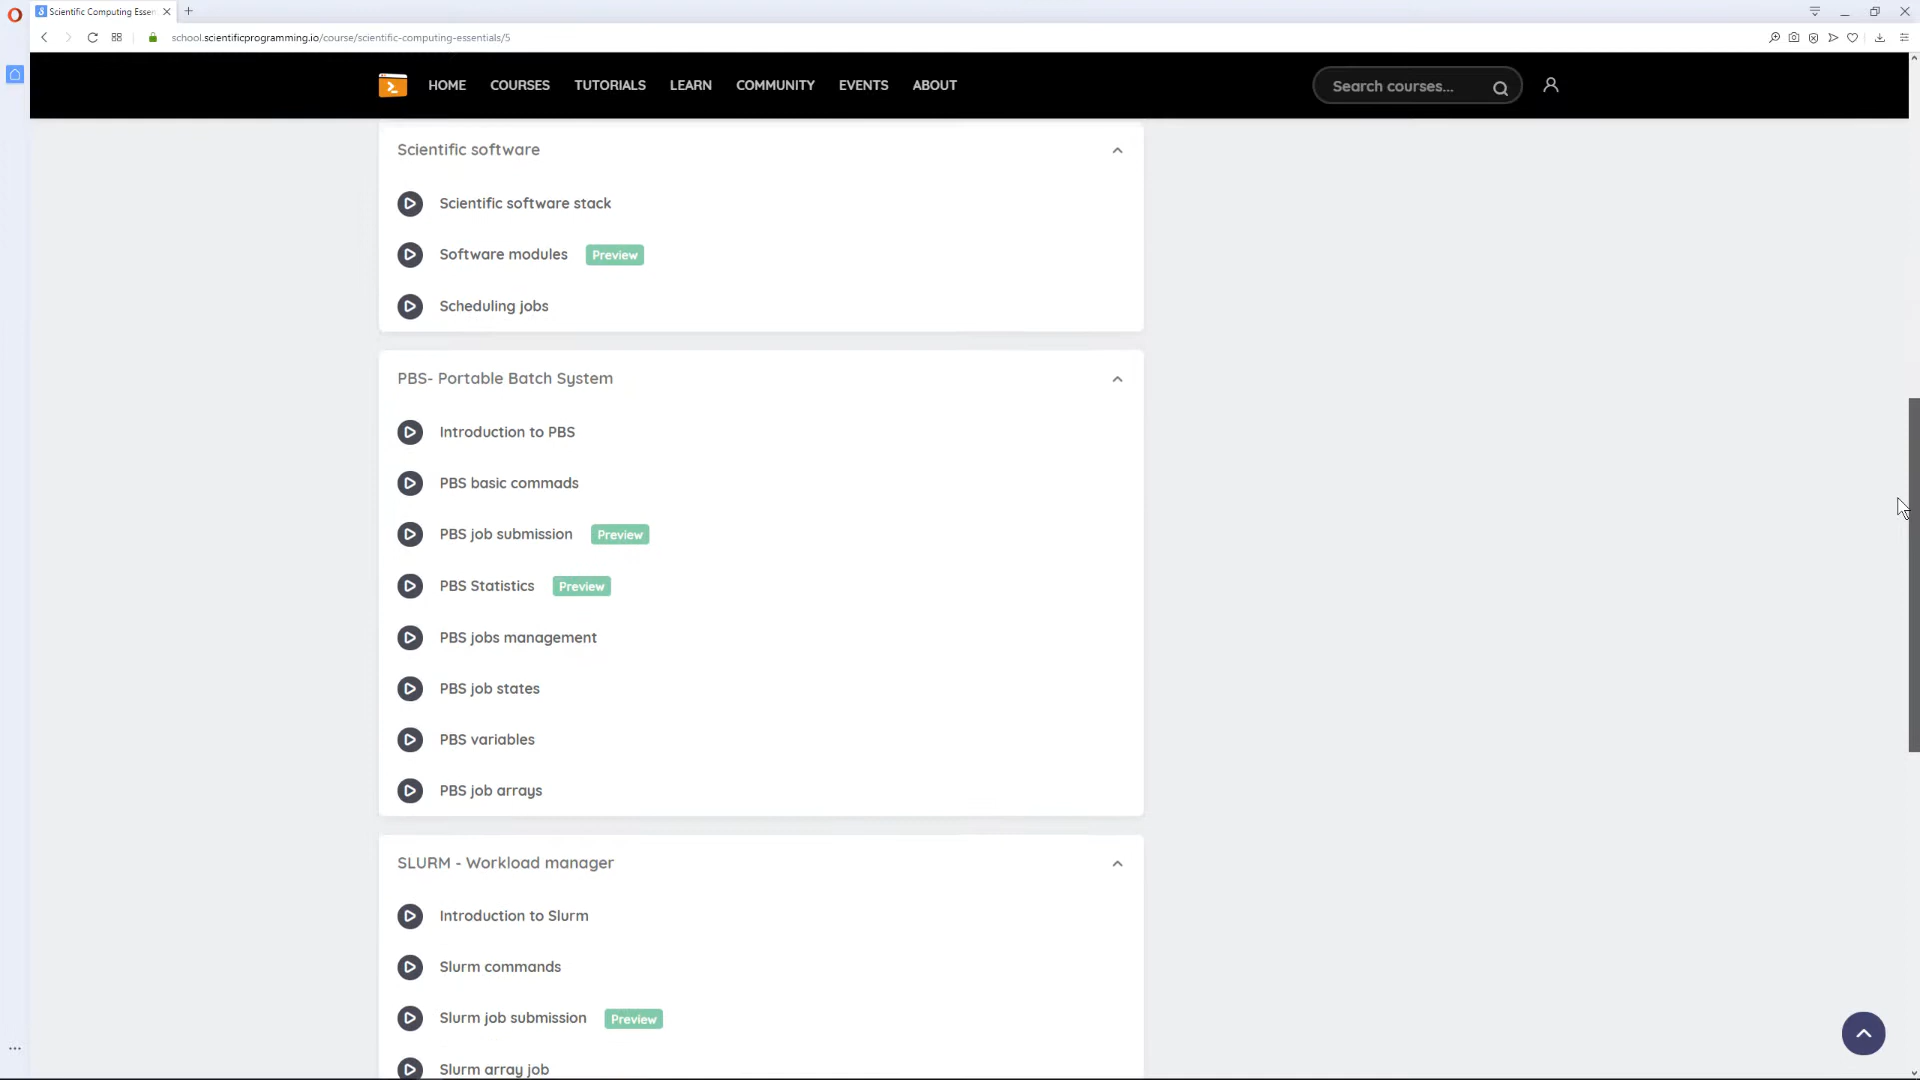 Scientific Computing Essen
school.scientificprogramming.io/course/scientific-computing-essentials/5
HOME COURSES TUTORIALS LEARN COMMUNITY EVENTS ABOUT Search courses...
Scientific software
Scientific software stack
Software modules Preview
Scheduling jobs
PBS- Portable Batch System
Introduction to PBS
PBS basic commads
PBS job submission Preview
PBS Statistics Preview
PBS jobs management
PBS job states
PBS variables
PBS job arrays
SLURM - Workload manager
Introduction to Slurm
Slurm commands
Slurm job submission Preview
Slurm array job